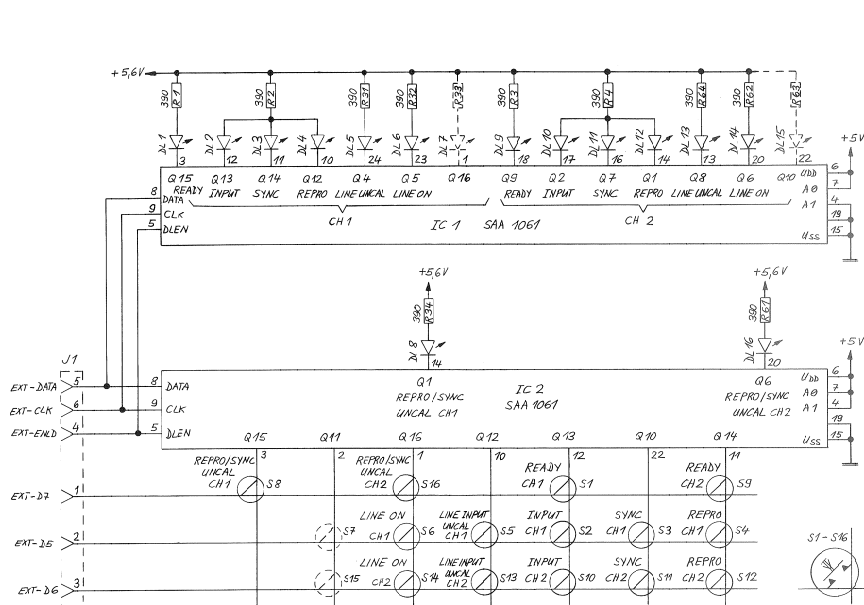 +5,6V
390 R1
390 R2
390 R31
390 R32
R33
390 R3
390 R4
390 R64
390 R62
R63
DL1 DL2 DL3 DL4 DL5 DL6 DL7 DL9 DL10 DL11 DL12 DL13 DL14 DL15
+5V
3 12 11 10 24 23 1 18 17 16 14 13 20 22
Q15 Q13 Q14 Q12 Q4 Q5 Q16 Q9 Q2 Q7 Q1 Q8 Q6 Q10 UDD 6
READY INPUT SYNC REPRO LINE UNCAL LINE ON READY INPUT SYNC REPRO LINE UNCAL LINE ON A0 7
8 DATA A1 4
9 CLK CH1 IC 1 SAA 1061 CH 2 19
5 DLEN USS 15
+5,6V +5,6V
390 R34 390 R61
DL8 DL16 +5V
14 20
J1
EXT-DATA 5 8 DATA Q1 IC 2 Q6 UDD 6
REPRO/SYNC SAA 1061 REPRO/SYNC A0 7
EXT-CLK 6 9 CLK UNCAL CH1 UNCAL CH2 A1 4
19
EXT-ENLD 4 5 DLEN Q15 Q11 Q16 Q12 Q13 Q10 Q14 USS 15
3 2 1 10 12 22 11
REPRO/SYNC REPRO/SYNC
UNCAL UNCAL READY READY
EXT-D7 1 CH1 S8 CH2 S16 CH1 S1 CH2 S9
LINE ON LINE INPUT INPUT SYNC REPRO
UNCAL
EXT-D5 2 S7 CH1 S6 CH1 S5 CH1 S2 CH1 S3 CH1 S4
S1-S16
LINE ON LINE INPUT INPUT SYNC REPRO
UNCAL
EXT-D6 3 S15 CH2 S14 CH2 S13 CH2 S10 CH2 S11 CH2 S12